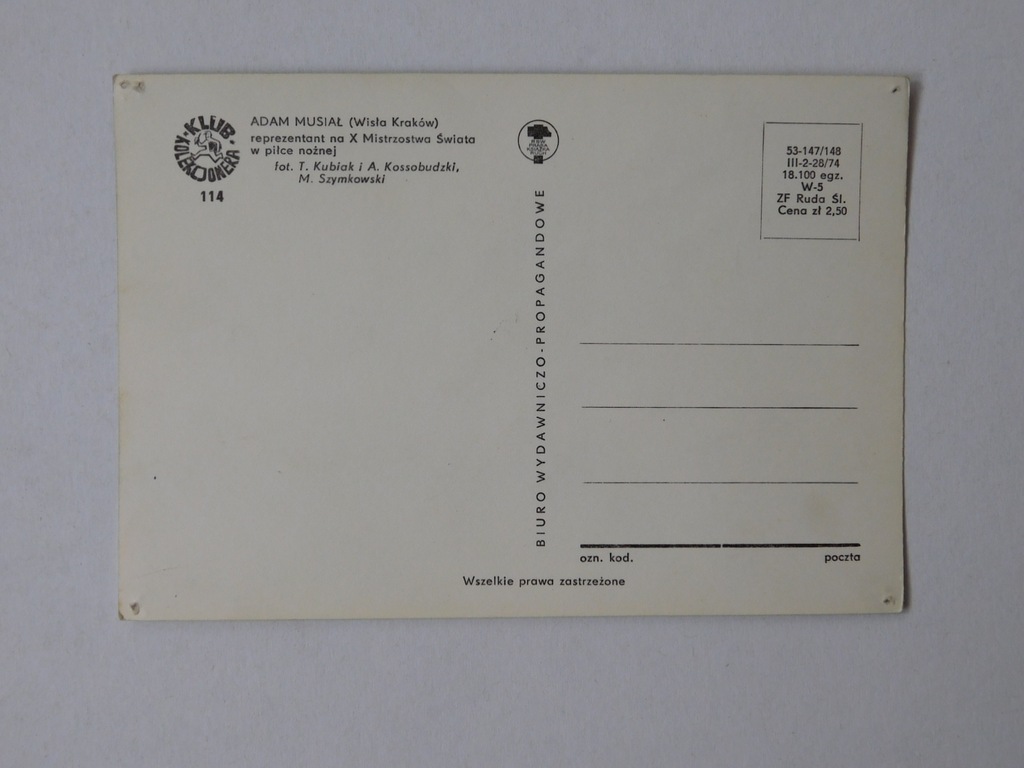 KLUB
KOLEKCJONERA
114
ADAM MUSIAŁ (Wisła Kraków)
reprezentant na X Mistrzostwa Świata
w piłce nożnej
fot. T. Kubiak i A. Kossobudzki,
M. Szymkowski
BIURO WYDAWNICZO-PROPAGANDOWE
53-147/148
III-2-28/74
18.100 egz.
W-5
ZF Ruda Śl.
Cena zł 2,50
ozn. kod.
poczta
Wszelkie prawa zastrzeżone